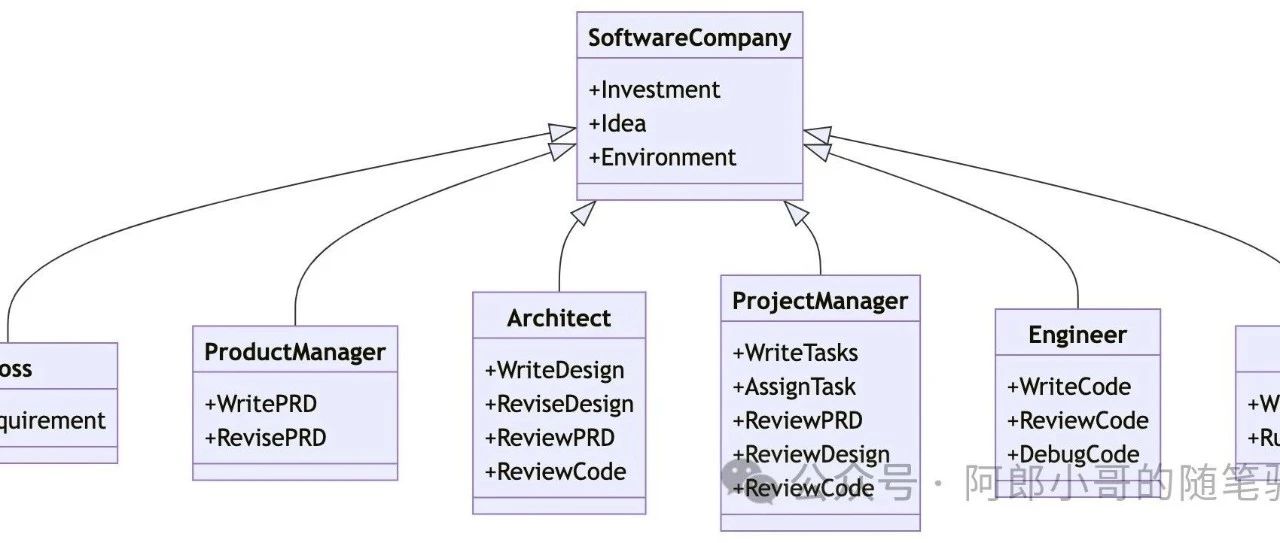 SoftwareCompany
+Investment
+Idea
+Environment
oss
quirement
ProductManager
+WritePRD
+RevisePRD
Architect
+WriteDesign
+ReviseDesign
+ReviewPRD
+ReviewCode
ProjectManager
+WriteTasks
+AssignTask
+ReviewPRD
+ReviewDesign
+ReviewCode
Engineer
+WriteCode
+ReviewCode
+DebugCode
+W
+Ru
公众号 · 阿郎小哥的随笔